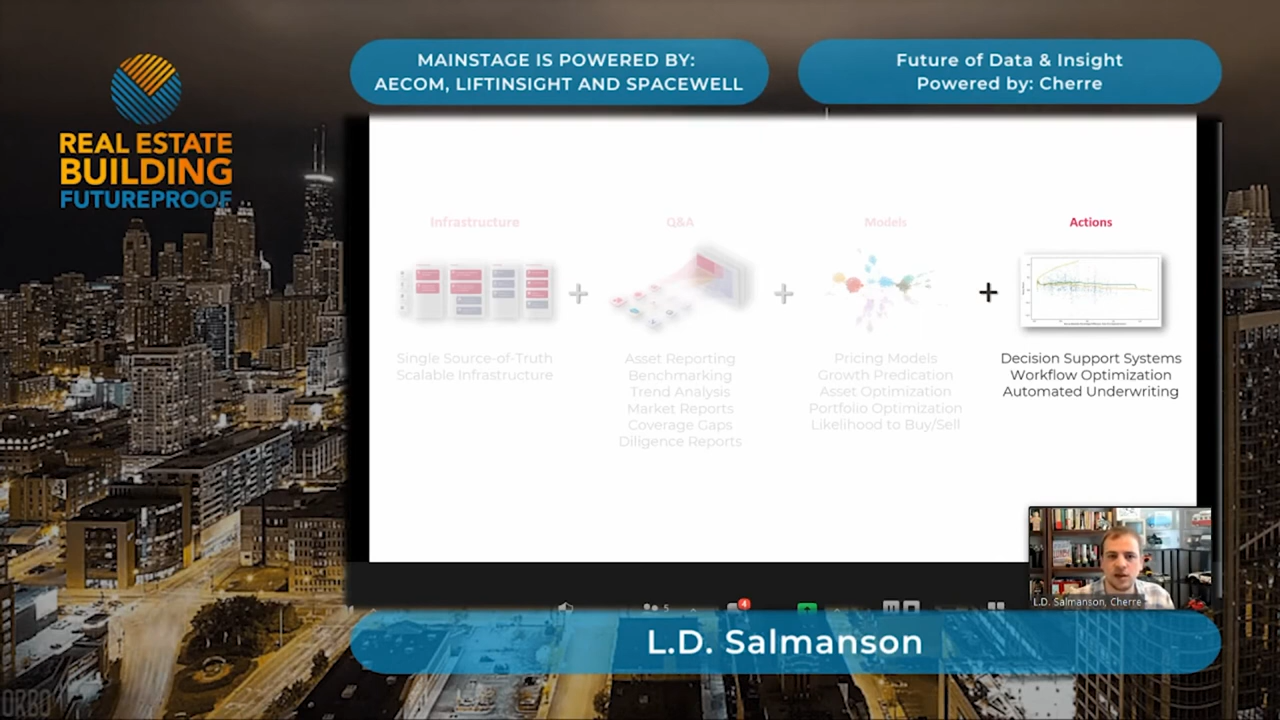 REAL ESTATE
BUILDING
FUTUREPROOF
MAINSTAGE IS POWERED BY:
AECOM, LIFTINSIGHT AND SPACEWELL
Future of Data & Insight
Powered by: Cherre
Infrastructure
Single Source-of-Truth
Scalable Infrastructure
+
Q&A
Asset Reporting
Benchmarking
Trend Analysis
Market Reports
Coverage Gaps
Diligence Reports
+
Models
Pricing Models
Growth Predication
Asset Optimization
Portfolio Optimization
Likelihood to Buy/Sell
+
Actions
Decision Support Systems
Workflow Optimization
Automated Underwriting
L.D. Salmanson, Cherre
5
4
L.D. Salmanson
ORBO